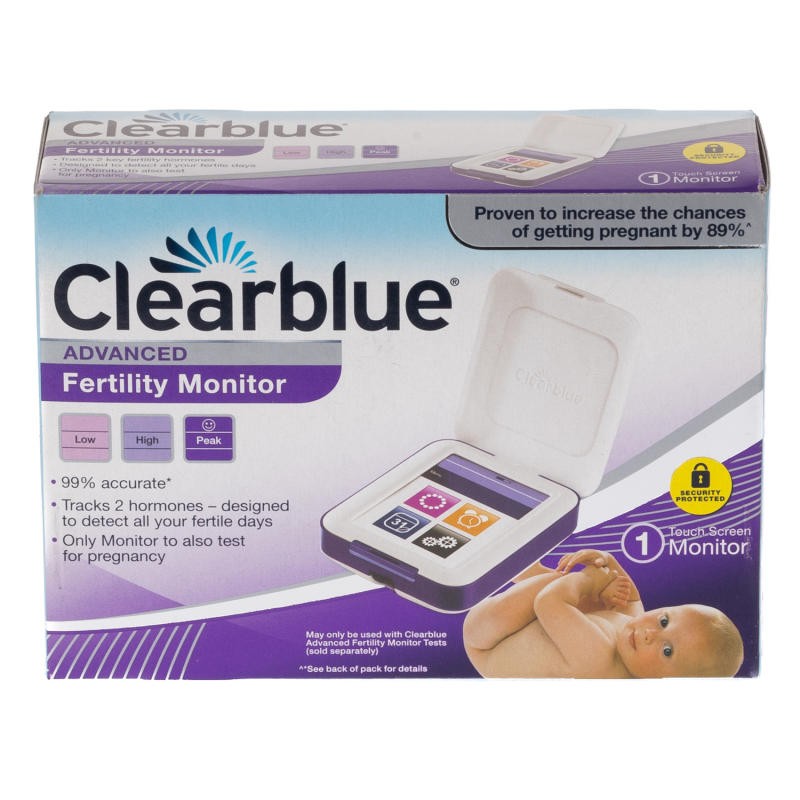 Clearblue®
ADVANCED
Fertility Monitor
• Tracks 2 key fertility hormones
• Designed to detect all your fertile days
• Only Monitor to also test
for pregnancy
Low
High
Peak
SECURITY
PROTECTED
1 Touch Screen
Monitor
Proven to increase the chances
of getting pregnant by 89%^
Clearblue®
ADVANCED
Fertility Monitor
Low
High
Peak
• 99% accurate*
• Tracks 2 hormones – designed
to detect all your fertile days
• Only Monitor to also test
for pregnancy
Clearblue
31
SECURITY
PROTECTED
1 Touch Screen
Monitor
May only be used with Clearblue
Advanced Fertility Monitor Tests
(sold separately)
^*See back of pack for details